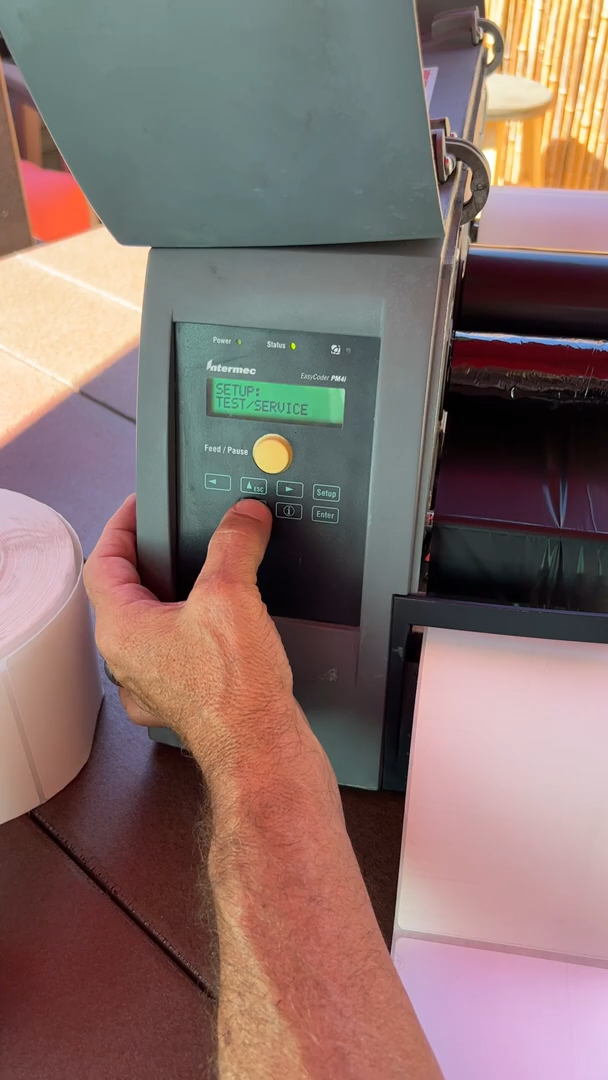 Power
Status
Intermec
EasyCoder PM4i
SETUP:
TEST/SERVICE
Feed / Pause
ESC
Setup
Enter